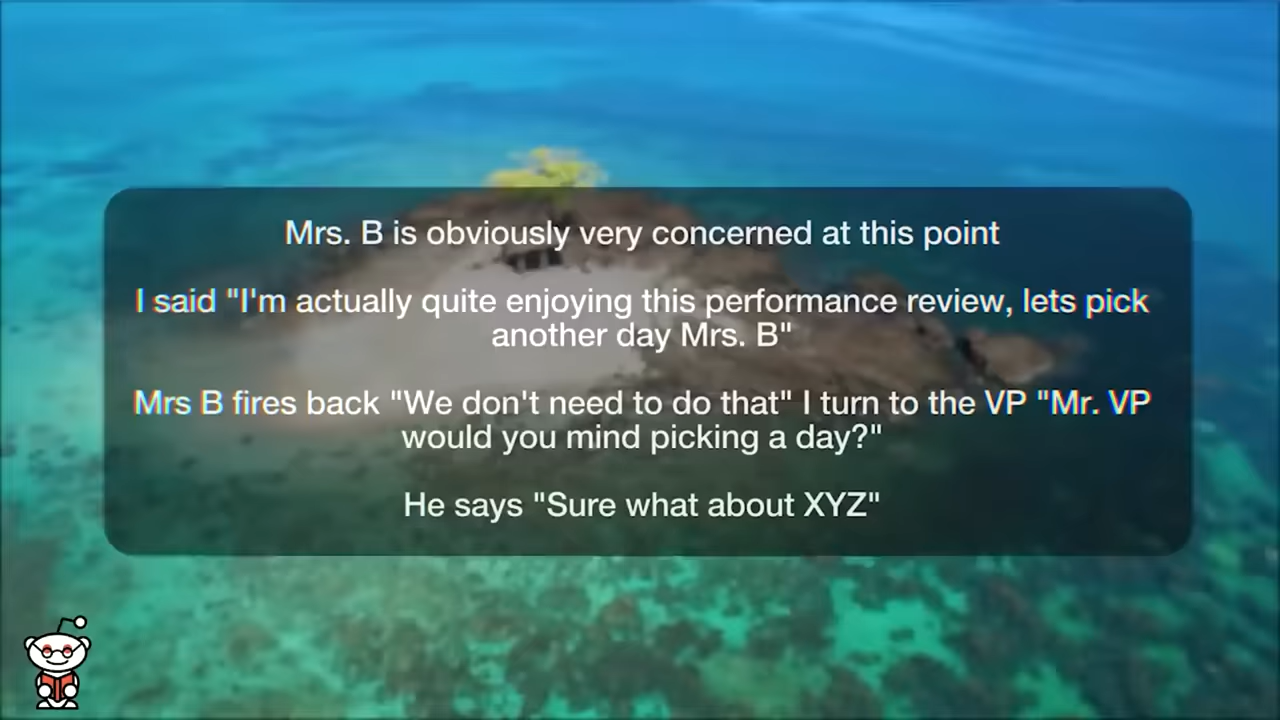 Mrs. B is obviously very concerned at this point
I said "I'm actually quite enjoying this performance review, lets pick
another day Mrs. B"
Mrs B fires back "We don't need to do that" I turn to the VP "Mr. VP
would you mind picking a day?"
He says "Sure what about XYZ"